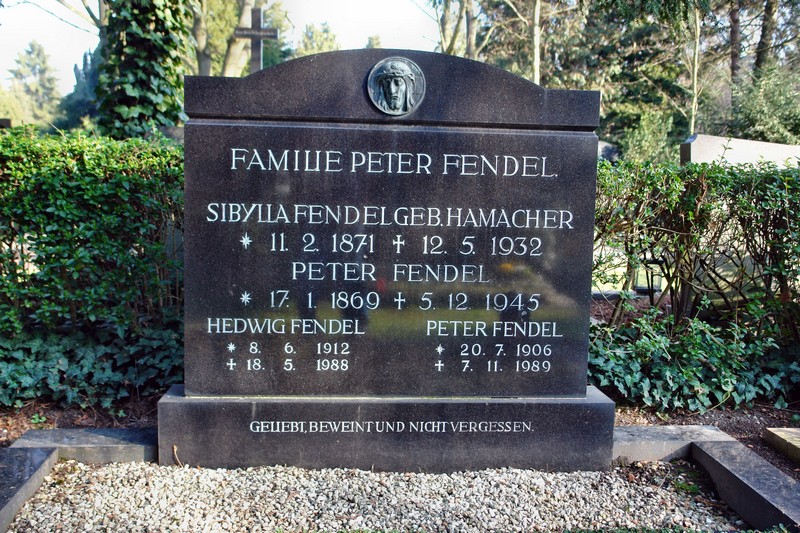 FAMILIE PETER FENDEL.
SIBYLLA FENDEL GEB. HAMACHER
* 11. 2. 1871 ✝ 12. 5. 1932
PETER FENDEL
* 17. 1. 1869 ✝ 5. 12. 1945
HEDWIG FENDEL
* 8. 6. 1912
✝ 18. 5. 1988
PETER FENDEL
* 20. 7. 1906
✝ 7. 11. 1989
GELIEBT, BEWEINT UND NICHT VERGESSEN.